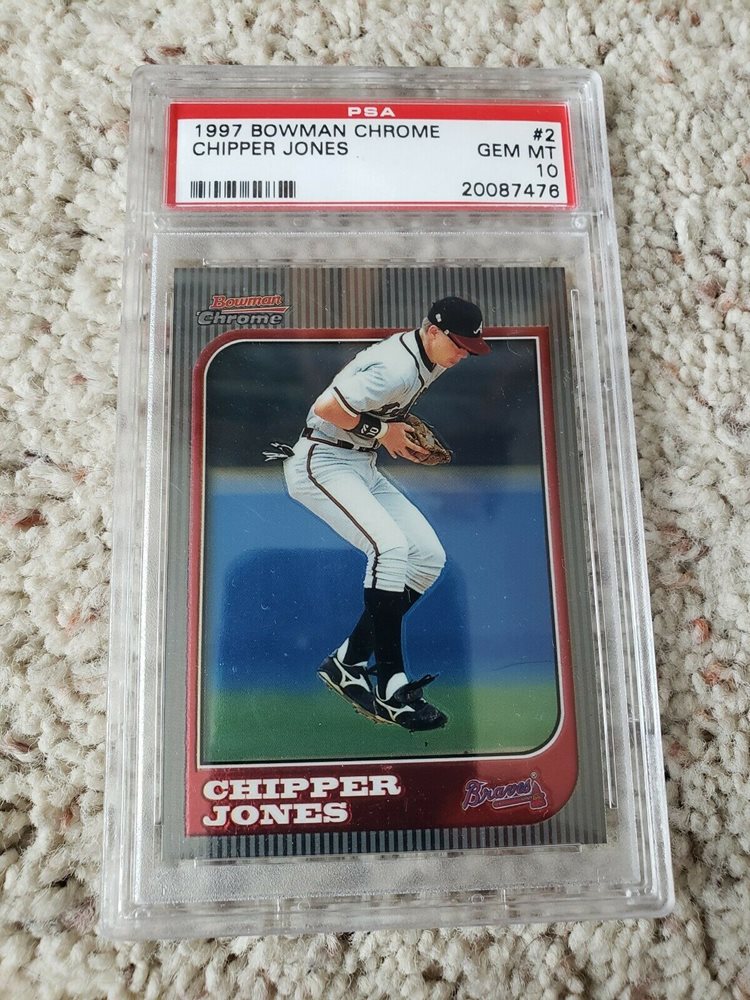 PSA
1997 BOWMAN CHROME #2
CHIPPER JONES GEM MT
10
20087476
Bowman
Chrome
A
CHIPPER
JONES
Braves®